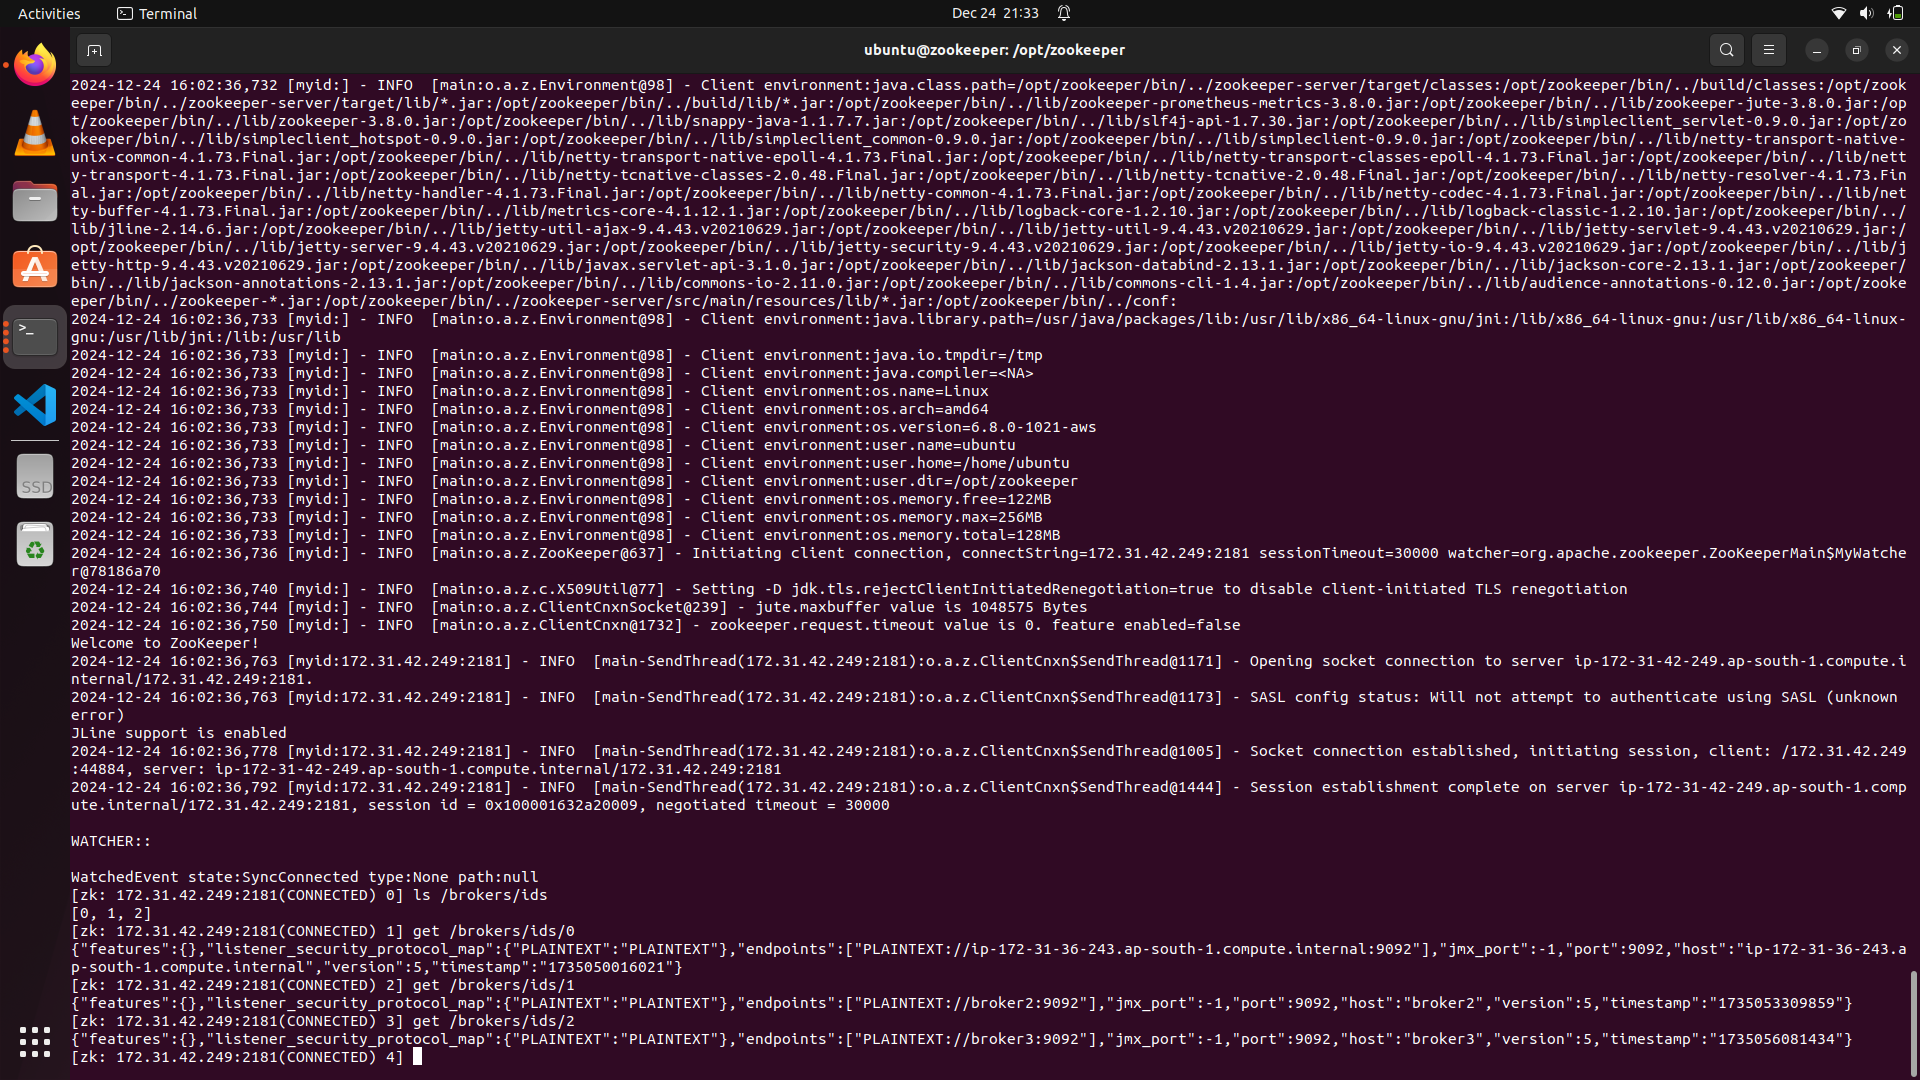 Activities
Terminal
Dec 24 21:33
ubuntu@zookeeper: /opt/zookeeper
2024-12-24 16:02:36,732 [myid:] - INFO  [main:o.a.z.Environment@98] - Client environment:java.class.path=/opt/zookeeper/bin/../zookeeper-server/target/classes:/opt/zookeeper/bin/../build/classes:/opt/zook
eeper/bin/../zookeeper-server/target/lib/*.jar:/opt/zookeeper/bin/../build/lib/*.jar:/opt/zookeeper/bin/../lib/zookeeper-prometheus-metrics-3.8.0.jar:/opt/zookeeper/bin/../lib/zookeeper-jute-3.8.0.jar:/op
t/zookeeper/bin/../lib/zookeeper-3.8.0.jar:/opt/zookeeper/bin/../lib/snappy-java-1.1.7.7.jar:/opt/zookeeper/bin/../lib/slf4j-api-1.7.30.jar:/opt/zookeeper/bin/../lib/simpleclient_servlet-0.9.0.jar:/opt/zo
okeeper/bin/../lib/simpleclient_hotspot-0.9.0.jar:/opt/zookeeper/bin/../lib/simpleclient_common-0.9.0.jar:/opt/zookeeper/bin/../lib/simpleclient-0.9.0.jar:/opt/zookeeper/bin/../lib/netty-transport-native-
unix-common-4.1.73.Final.jar:/opt/zookeeper/bin/../lib/netty-transport-native-epoll-4.1.73.Final.jar:/opt/zookeeper/bin/../lib/netty-transport-classes-epoll-4.1.73.Final.jar:/opt/zookeeper/bin/../lib/nett
y-transport-4.1.73.Final.jar:/opt/zookeeper/bin/../lib/netty-tcnative-classes-2.0.48.Final.jar:/opt/zookeeper/bin/../lib/netty-tcnative-2.0.48.Final.jar:/opt/zookeeper/bin/../lib/netty-resolver-4.1.73.Fin
al.jar:/opt/zookeeper/bin/../lib/netty-handler-4.1.73.Final.jar:/opt/zookeeper/bin/../lib/netty-common-4.1.73.Final.jar:/opt/zookeeper/bin/../lib/netty-codec-4.1.73.Final.jar:/opt/zookeeper/bin/../lib/net
ty-buffer-4.1.73.Final.jar:/opt/zookeeper/bin/../lib/metrics-core-4.1.12.1.jar:/opt/zookeeper/bin/../lib/logback-core-1.2.10.jar:/opt/zookeeper/bin/../lib/logback-classic-1.2.10.jar:/opt/zookeeper/bin/../
lib/jline-2.14.6.jar:/opt/zookeeper/bin/../lib/jetty-util-ajax-9.4.43.v20210629.jar:/opt/zookeeper/bin/../lib/jetty-util-9.4.43.v20210629.jar:/opt/zookeeper/bin/../lib/jetty-servlet-9.4.43.v20210629.jar:/
opt/zookeeper/bin/../lib/jetty-server-9.4.43.v20210629.jar:/opt/zookeeper/bin/../lib/jetty-security-9.4.43.v20210629.jar:/opt/zookeeper/bin/../lib/jetty-io-9.4.43.v20210629.jar:/opt/zookeeper/bin/../lib/j
etty-http-9.4.43.v20210629.jar:/opt/zookeeper/bin/../lib/javax.servlet-api-3.1.0.jar:/opt/zookeeper/bin/../lib/jackson-databind-2.13.1.jar:/opt/zookeeper/bin/../lib/jackson-core-2.13.1.jar:/opt/zookeeper/
bin/../lib/jackson-annotations-2.13.1.jar:/opt/zookeeper/bin/../lib/commons-io-2.11.0.jar:/opt/zookeeper/bin/../lib/commons-cli-1.4.jar:/opt/zookeeper/bin/../lib/audience-annotations-0.12.0.jar:/opt/zooke
eper/bin/../zookeeper-*.jar:/opt/zookeeper/bin/../zookeeper-server/src/main/resources/lib/*.jar:/opt/zookeeper/bin/../conf:
2024-12-24 16:02:36,733 [myid:] - INFO  [main:o.a.z.Environment@98] - Client environment:java.library.path=/usr/java/packages/lib:/usr/lib/x86_64-linux-gnu/jni:/lib/x86_64-linux-gnu:/usr/lib/x86_64-linux-
gnu:/usr/lib/jni:/lib:/usr/lib
2024-12-24 16:02:36,733 [myid:] - INFO  [main:o.a.z.Environment@98] - Client environment:java.io.tmpdir=/tmp
2024-12-24 16:02:36,733 [myid:] - INFO  [main:o.a.z.Environment@98] - Client environment:java.compiler=<NA>
2024-12-24 16:02:36,733 [myid:] - INFO  [main:o.a.z.Environment@98] - Client environment:os.name=Linux
2024-12-24 16:02:36,733 [myid:] - INFO  [main:o.a.z.Environment@98] - Client environment:os.arch=amd64
2024-12-24 16:02:36,733 [myid:] - INFO  [main:o.a.z.Environment@98] - Client environment:os.version=6.8.0-1021-aws
2024-12-24 16:02:36,733 [myid:] - INFO  [main:o.a.z.Environment@98] - Client environment:user.name=ubuntu
2024-12-24 16:02:36,733 [myid:] - INFO  [main:o.a.z.Environment@98] - Client environment:user.home=/home/ubuntu
2024-12-24 16:02:36,733 [myid:] - INFO  [main:o.a.z.Environment@98] - Client environment:user.dir=/opt/zookeeper
2024-12-24 16:02:36,733 [myid:] - INFO  [main:o.a.z.Environment@98] - Client environment:os.memory.free=122MB
2024-12-24 16:02:36,733 [myid:] - INFO  [main:o.a.z.Environment@98] - Client environment:os.memory.max=256MB
2024-12-24 16:02:36,733 [myid:] - INFO  [main:o.a.z.Environment@98] - Client environment:os.memory.total=128MB
2024-12-24 16:02:36,736 [myid:] - INFO  [main:o.a.z.ZooKeeper@637] - Initiating client connection, connectString=172.31.42.249:2181 sessionTimeout=30000 watcher=org.apache.zookeeper.ZooKeeperMain$MyWatche
r@78186a70
2024-12-24 16:02:36,740 [myid:] - INFO  [main:o.a.z.c.X509Util@77] - Setting -D jdk.tls.rejectClientInitiatedRenegotiation=true to disable client-initiated TLS renegotiation
2024-12-24 16:02:36,744 [myid:] - INFO  [main:o.a.z.ClientCnxnSocket@239] - jute.maxbuffer value is 1048575 Bytes
2024-12-24 16:02:36,750 [myid:] - INFO  [main:o.a.z.ClientCnxn@1732] - zookeeper.request.timeout value is 0. feature enabled=false
Welcome to ZooKeeper!
2024-12-24 16:02:36,763 [myid:172.31.42.249:2181] - INFO  [main-SendThread(172.31.42.249:2181):o.a.z.ClientCnxn$SendThread@1171] - Opening socket connection to server ip-172-31-42-249.ap-south-1.compute.i
nternal/172.31.42.249:2181.
2024-12-24 16:02:36,763 [myid:172.31.42.249:2181] - INFO  [main-SendThread(172.31.42.249:2181):o.a.z.ClientCnxn$SendThread@1173] - SASL config status: Will not attempt to authenticate using SASL (unknown
error)
JLine support is enabled
2024-12-24 16:02:36,778 [myid:172.31.42.249:2181] - INFO  [main-SendThread(172.31.42.249:2181):o.a.z.ClientCnxn$SendThread@1005] - Socket connection established, initiating session, client: /172.31.42.249
:44884, server: ip-172-31-42-249.ap-south-1.compute.internal/172.31.42.249:2181
2024-12-24 16:02:36,792 [myid:172.31.42.249:2181] - INFO  [main-SendThread(172.31.42.249:2181):o.a.z.ClientCnxn$SendThread@1444] - Session establishment complete on server ip-172-31-42-249.ap-south-1.comp
ute.internal/172.31.42.249:2181, session id = 0x100001632a20009, negotiated timeout = 30000
WATCHER::
WatchedEvent state:SyncConnected type:None path:null
[zk: 172.31.42.249:2181(CONNECTED) 0] ls /brokers/ids
[0, 1, 2]
[zk: 172.31.42.249:2181(CONNECTED) 1] get /brokers/ids/0
{"features":{},"listener_security_protocol_map":{"PLAINTEXT":"PLAINTEXT"},"endpoints":["PLAINTEXT://ip-172-31-36-243.ap-south-1.compute.internal:9092"],"jmx_port":-1,"port":9092,"host":"ip-172-31-36-243.a
p-south-1.compute.internal","version":5,"timestamp":"1735050016021"}
[zk: 172.31.42.249:2181(CONNECTED) 2] get /brokers/ids/1
{"features":{},"listener_security_protocol_map":{"PLAINTEXT":"PLAINTEXT"},"endpoints":["PLAINTEXT://broker2:9092"],"jmx_port":-1,"port":9092,"host":"broker2","version":5,"timestamp":"1735053309859"}
[zk: 172.31.42.249:2181(CONNECTED) 3] get /brokers/ids/2
{"features":{},"listener_security_protocol_map":{"PLAINTEXT":"PLAINTEXT"},"endpoints":["PLAINTEXT://broker3:9092"],"jmx_port":-1,"port":9092,"host":"broker3","version":5,"timestamp":"1735056081434"}
[zk: 172.31.42.249:2181(CONNECTED) 4]
SSD